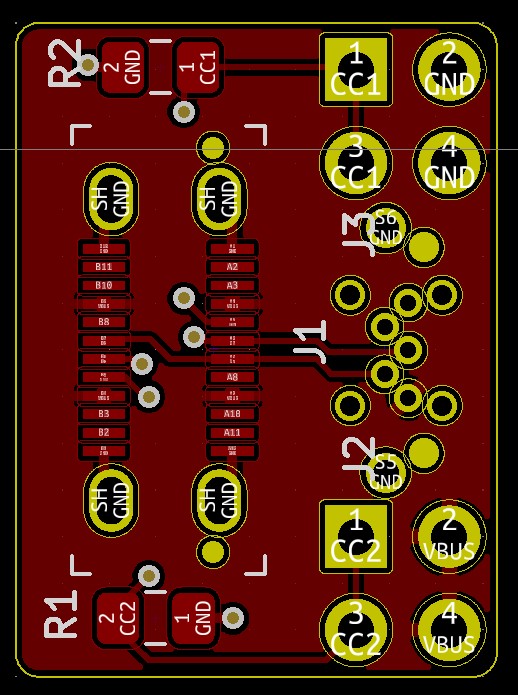 R2
2
GND
1
CC1
1
CC1
2
GND
3
CC1
4
GND
SH
GND
SH
GND
S6
GND
J3
B11
A2
B10
A3
B8
J1
A8
B3
A10
B2
A11
J2
S5
GND
SH
GND
SH
GND
1
CC2
2
VBUS
R1
2
CC2
1
GND
3
CC2
4
VBUS